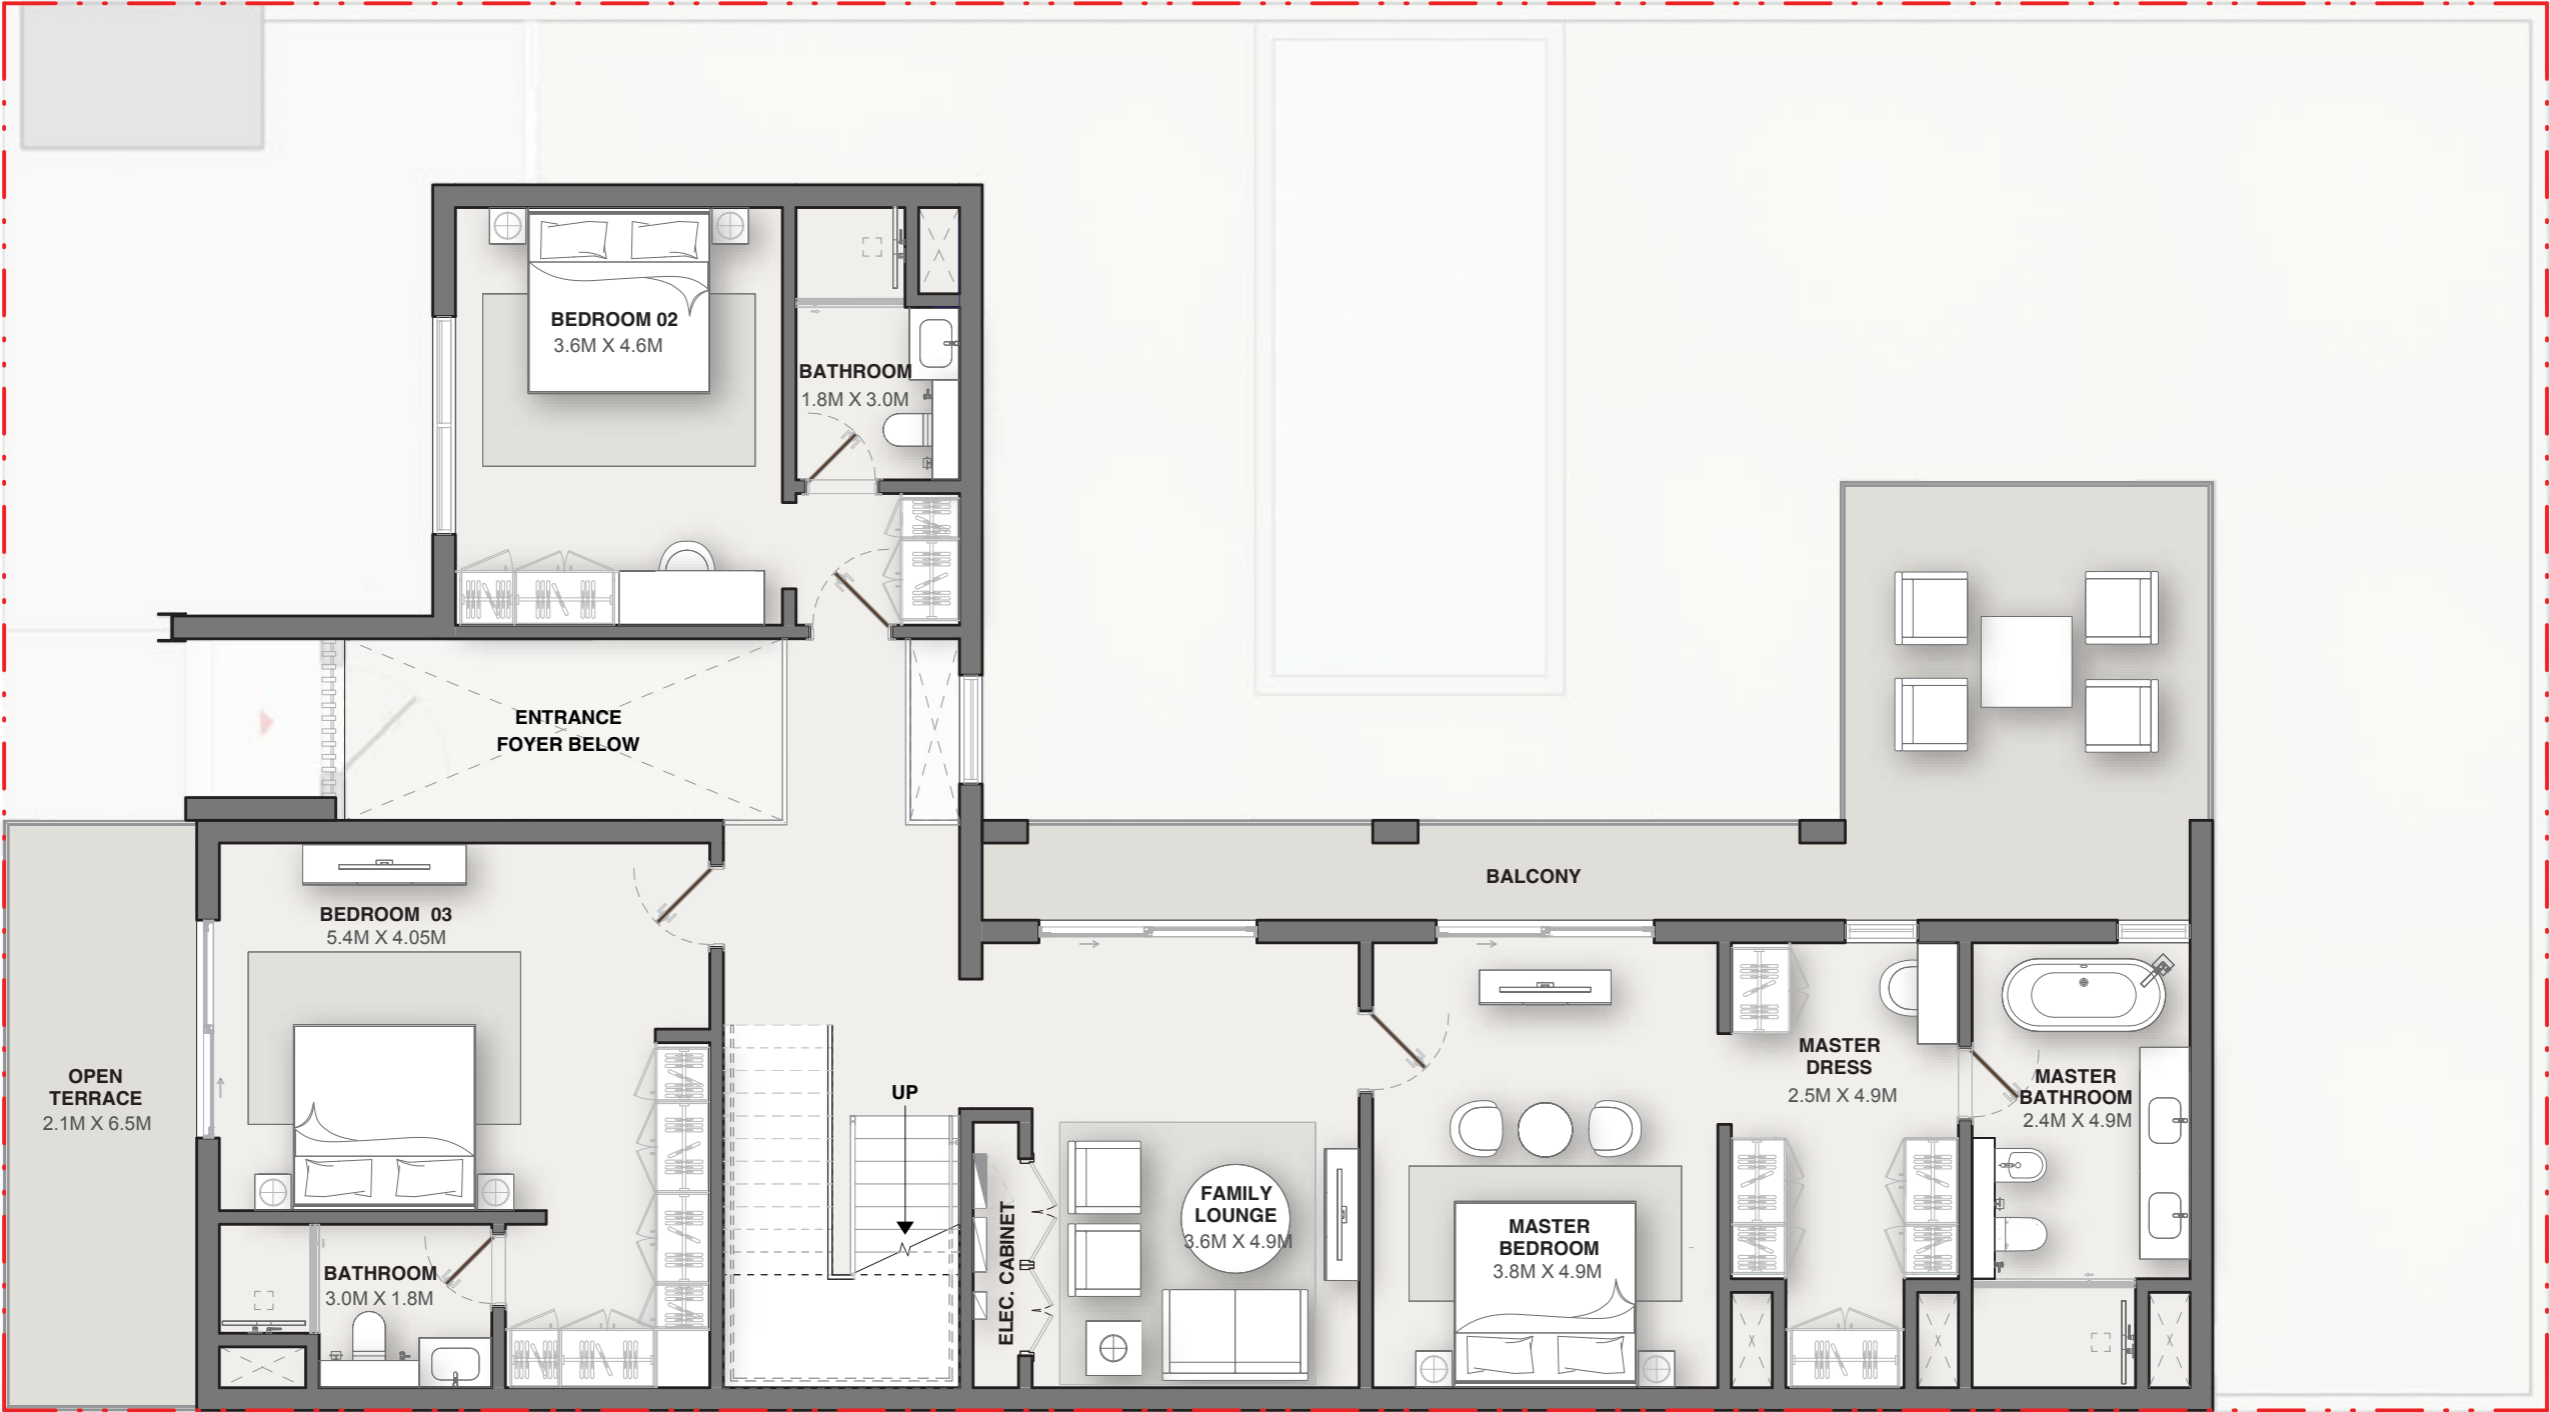 BEDROOM 02
3.6M X 4.6M
BATHROOM
1.8M X 3.0M
ENTRANCE
FOYER BELOW
BALCONY
BEDROOM 03
5.4M X 4.05M
OPEN
TERRACE
2.1M X 6.5M
BATHROOM
3.0M X 1.8M
UP
ELEC. CABINET
FAMILY
LOUNGE
3.6M X 4.9M
MASTER
BEDROOM
3.8M X 4.9M
MASTER
DRESS
2.5M X 4.9M
MASTER
BATHROOM
2.4M X 4.9M